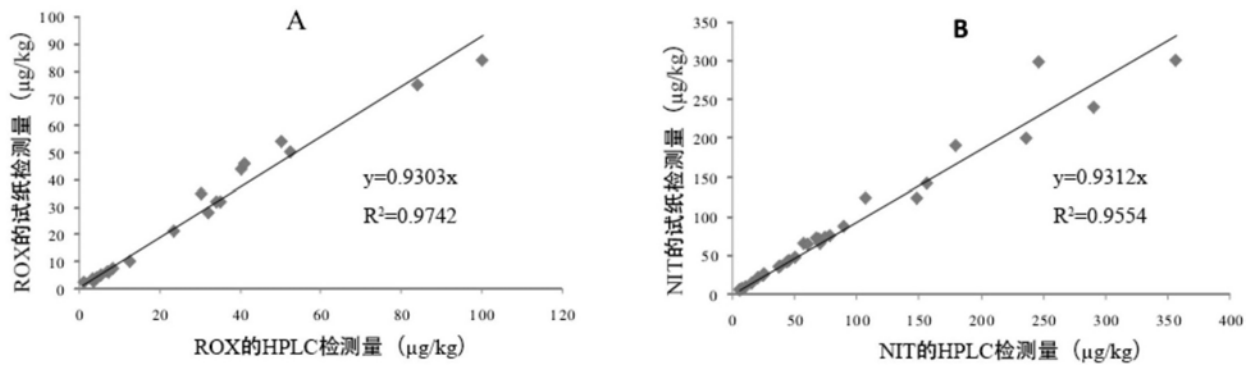 A
ROX的试纸检测量（μg/kg）
100
90
80
70
60
50
40
30
20
10
0
y=0.9303x
R²=0.9742
0 20 40 60 80 100 120
ROX的HPLC检测量（μg/kg）
B
NIT的试纸检测量（μg/kg）
350
300
250
200
150
100
50
0
y=0.9312x
R²=0.9554
0 50 100 150 200 250 300 350 400
NIT的HPLC检测量（μg/kg）